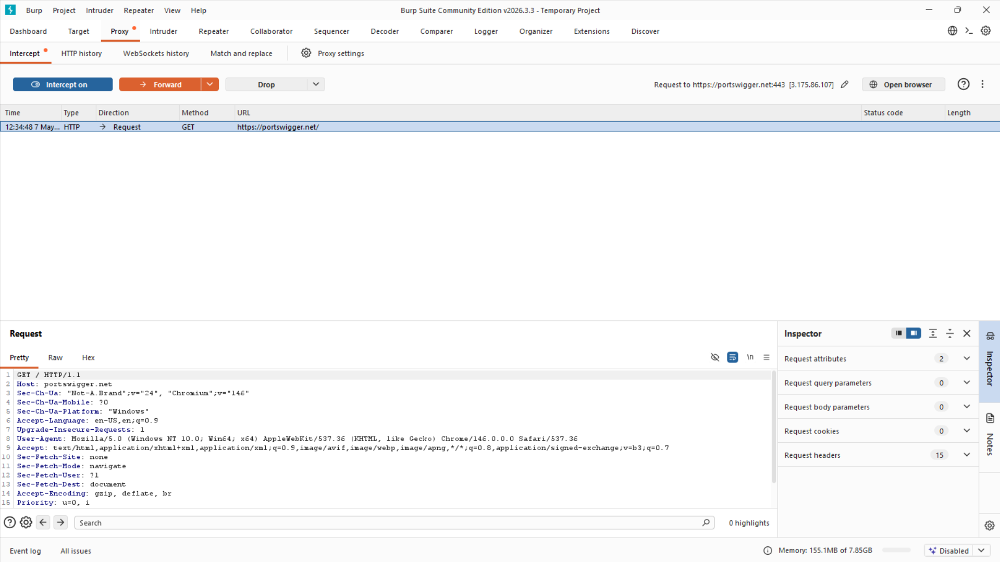 Burp Project Intruder Repeater View Help Burp Suite Community Edition v2026.3.3 - Temporary Project
Dashboard Target Proxy Intruder Repeater Collaborator Sequencer Decoder Comparer Logger Organizer Extensions Discover
Intercept HTTP history WebSockets history Match and replace Proxy settings
Intercept on Forward Drop Request to https://portswigger.net:443 [3.175.86.107] Open browser
Time Type Direction Method URL Status code Length
12:34:48 7 May... HTTP → Request GET https://portswigger.net/
Request
Pretty Raw Hex \n
1 GET / HTTP/1.1
2 Host: portswigger.net
3 Sec-Ch-Ua: "Not-A.Brand";v="24", "Chromium";v="146"
4 Sec-Ch-Ua-Mobile: ?0
5 Sec-Ch-Ua-Platform: "Windows"
6 Accept-Language: en-US,en;q=0.9
7 Upgrade-Insecure-Requests: 1
8 User-Agent: Mozilla/5.0 (Windows NT 10.0; Win64; x64) AppleWebKit/537.36 (KHTML, like Gecko) Chrome/146.0.0.0 Safari/537.36
9 Accept: text/html,application/xhtml+xml,application/xml;q=0.9,image/avif,image/webp,image/apng,*/*;q=0.8,application/signed-exchange;v=b3;q=0.7
10 Sec-Fetch-Site: none
11 Sec-Fetch-Mode: navigate
12 Sec-Fetch-User: ?1
13 Sec-Fetch-Dest: document
14 Accept-Encoding: gzip, deflate, br
15 Priority: u=0, i
Search 0 highlights
Inspector
Request attributes 2
Request query parameters 0
Request body parameters 0
Request cookies 0
Request headers 15
Inspector
Notes
Event log All issues Memory: 155.1MB of 7.85GB Disabled